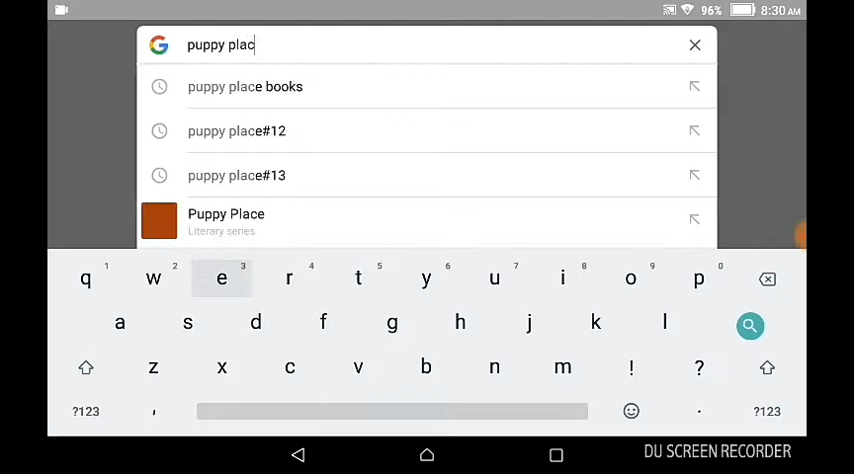 96% 8:30 AM
puppy plac
puppy place books
puppy place#12
puppy place#13
Puppy Place
Literary series
1 2 3 4 5 6 7 8 9 0
q w e r t y u i o p
a s d f g h j k l
z x c v b n m ! ?
?123 , . ?123
DU SCREEN RECORDER